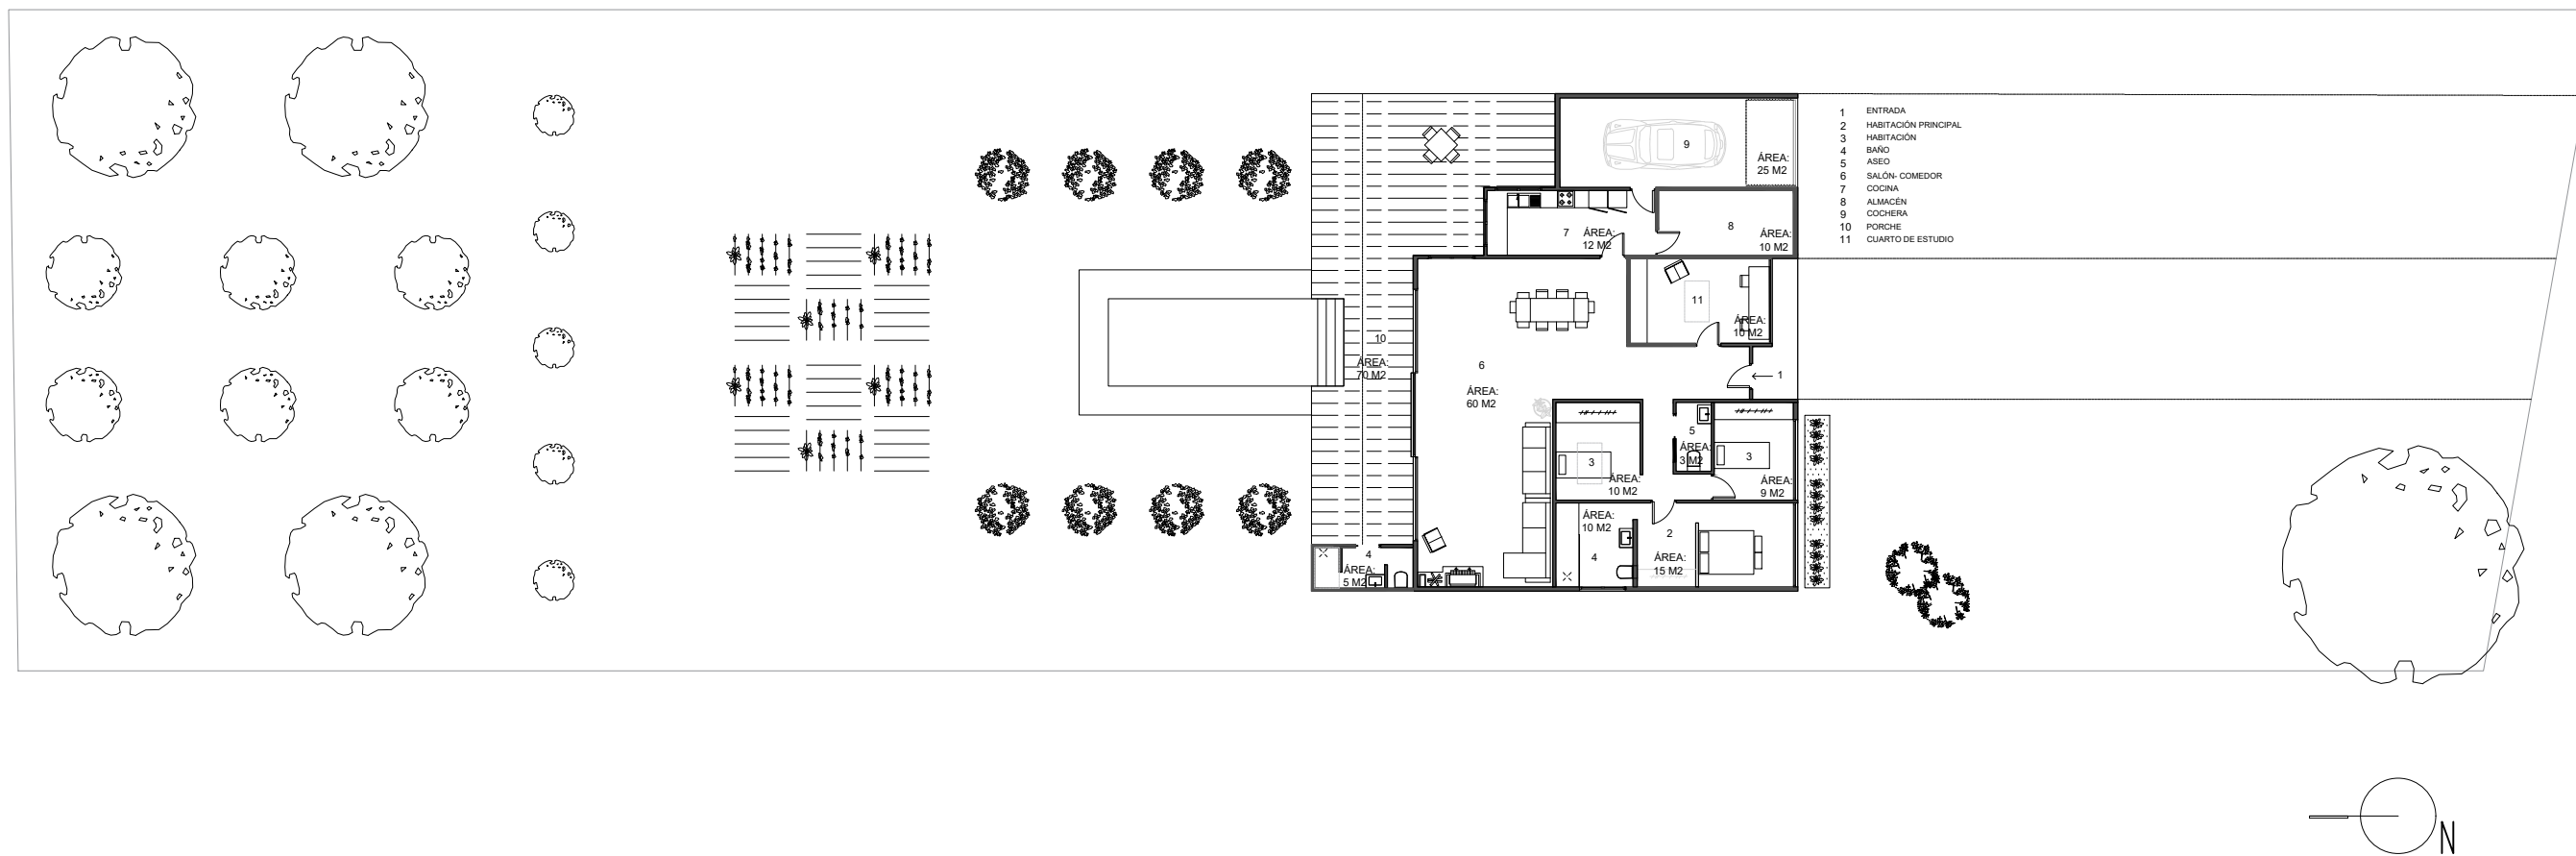 1 ENTRADA
2 HABITACIÓN PRINCIPAL
3 HABITACIÓN
4 BAÑO
5 ASEO
6 SALÓN- COMEDOR
7 COCINA
8 ALMACÉN
9 COCHERA
10 PORCHE
11 CUARTO DE ESTUDIO
9
ÁREA:
25 M2
7
ÁREA:
12 M2
8
ÁREA:
10 M2
11
ÁREA:
10 M2
10
ÁREA:
70 M2
6
ÁREA:
60 M2
1
3
ÁREA:
10 M2
5
ÁREA:
3 M2
3
ÁREA:
9 M2
4
ÁREA:
10 M2
2
ÁREA:
15 M2
4
ÁREA:
5 M2
N